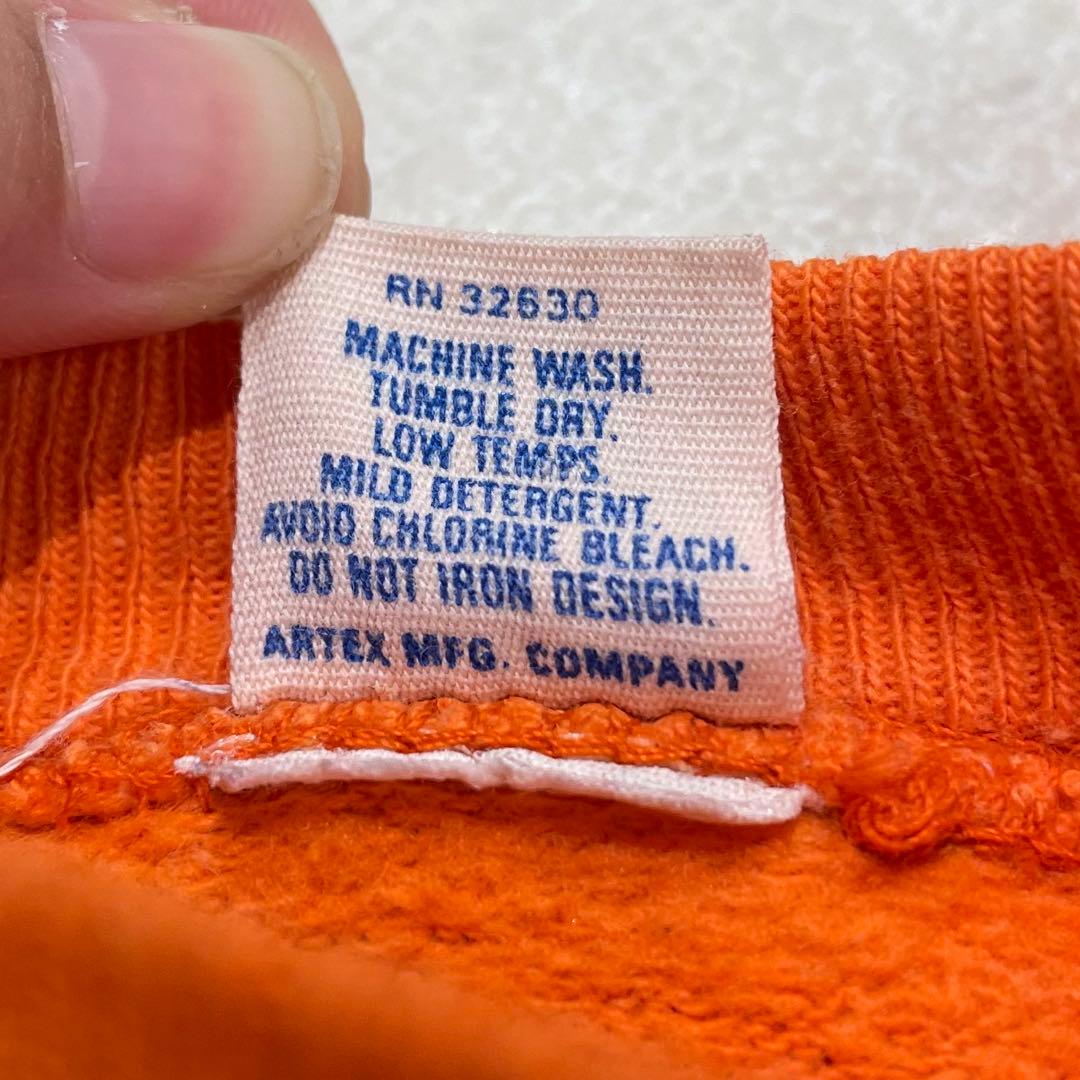 RN 32630
MACHINE WASH.
TUMBLE DRY.
LOW TEMPS.
MILD DETERGENT.
AVOID CHLORINE BLEACH.
DO NOT IRON DESIGN.
ARTEX MFG. COMPANY